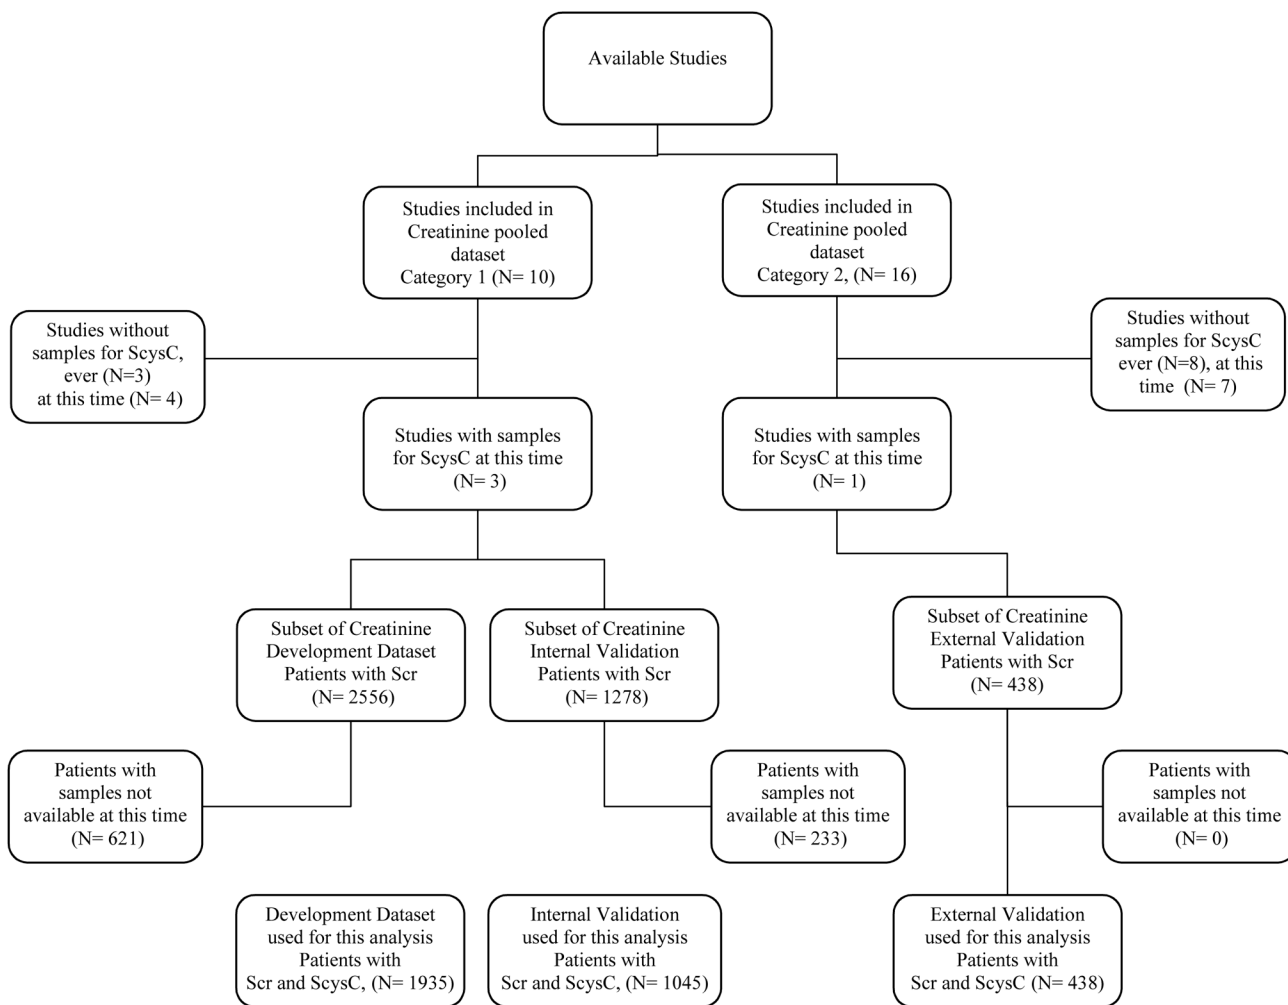 Available Studies
Studies included in
Creatinine pooled
dataset
Category 1 (N= 10)
Studies included in
Creatinine pooled
dataset
Category 2, (N= 16)
Studies without
samples for ScysC,
ever (N=3)
at this time (N= 4)
Studies without
samples for ScysC
ever (N=8), at this
time (N= 7)
Studies with samples
for ScysC at this time
(N= 3)
Studies with samples
for ScysC at this time
(N= 1)
Subset of Creatinine
Development Dataset
Patients with Scr
(N= 2556)
Subset of Creatinine
Internal Validation
Patients with Scr
(N= 1278)
Subset of Creatinine
External Validation
Patients with Scr
(N= 438)
Patients with
samples not
available at this time
(N= 621)
Patients with
samples not
available at this time
(N= 233)
Patients with
samples not
available at this time
(N= 0)
Development Dataset
used for this analysis
Patients with
Scr and ScysC, (N= 1935)
Internal Validation
used for this analysis
Patients with
Scr and ScysC, (N= 1045)
External Validation
used for this analysis
Patients with
Scr and ScysC (N= 438)